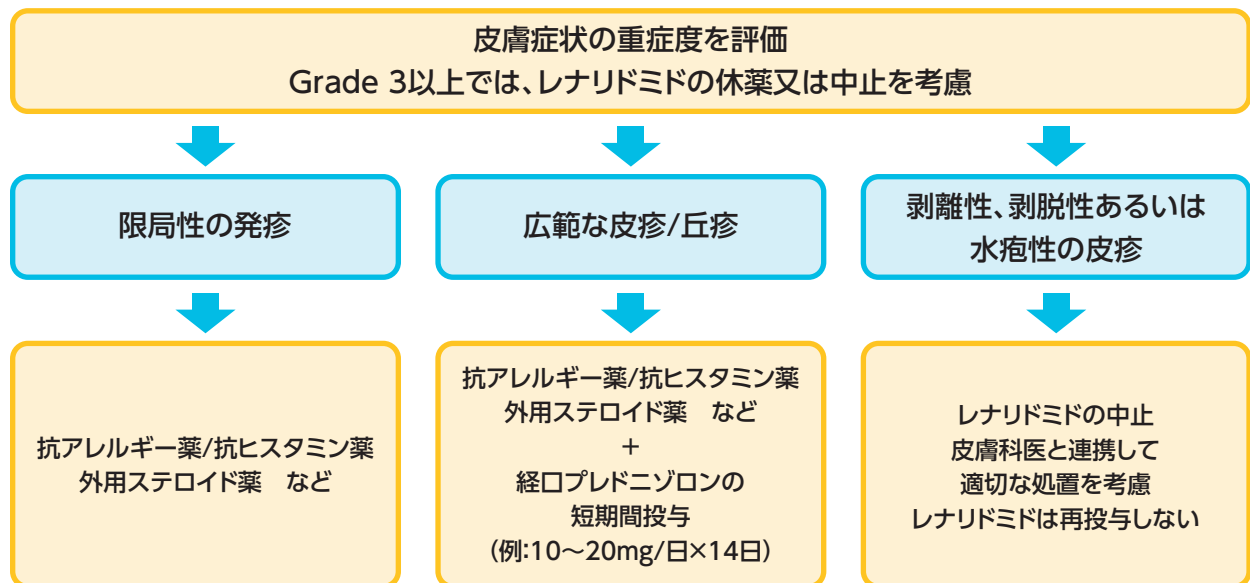 皮膚症状の重症度を評価
Grade 3以上では、レナリドミドの休薬又は中止を考慮
限局性の発疹
広範な皮疹/丘疹
剥離性、剥脱性あるいは
水疱性の皮疹
抗アレルギー薬/抗ヒスタミン薬
外用ステロイド薬　など
抗アレルギー薬/抗ヒスタミン薬
外用ステロイド薬　など
+
経口プレドニゾロンの
短期間投与
(例:10〜20mg/日×14日)
レナリドミドの中止
皮膚科医と連携して
適切な処置を考慮
レナリドミドは再投与しない